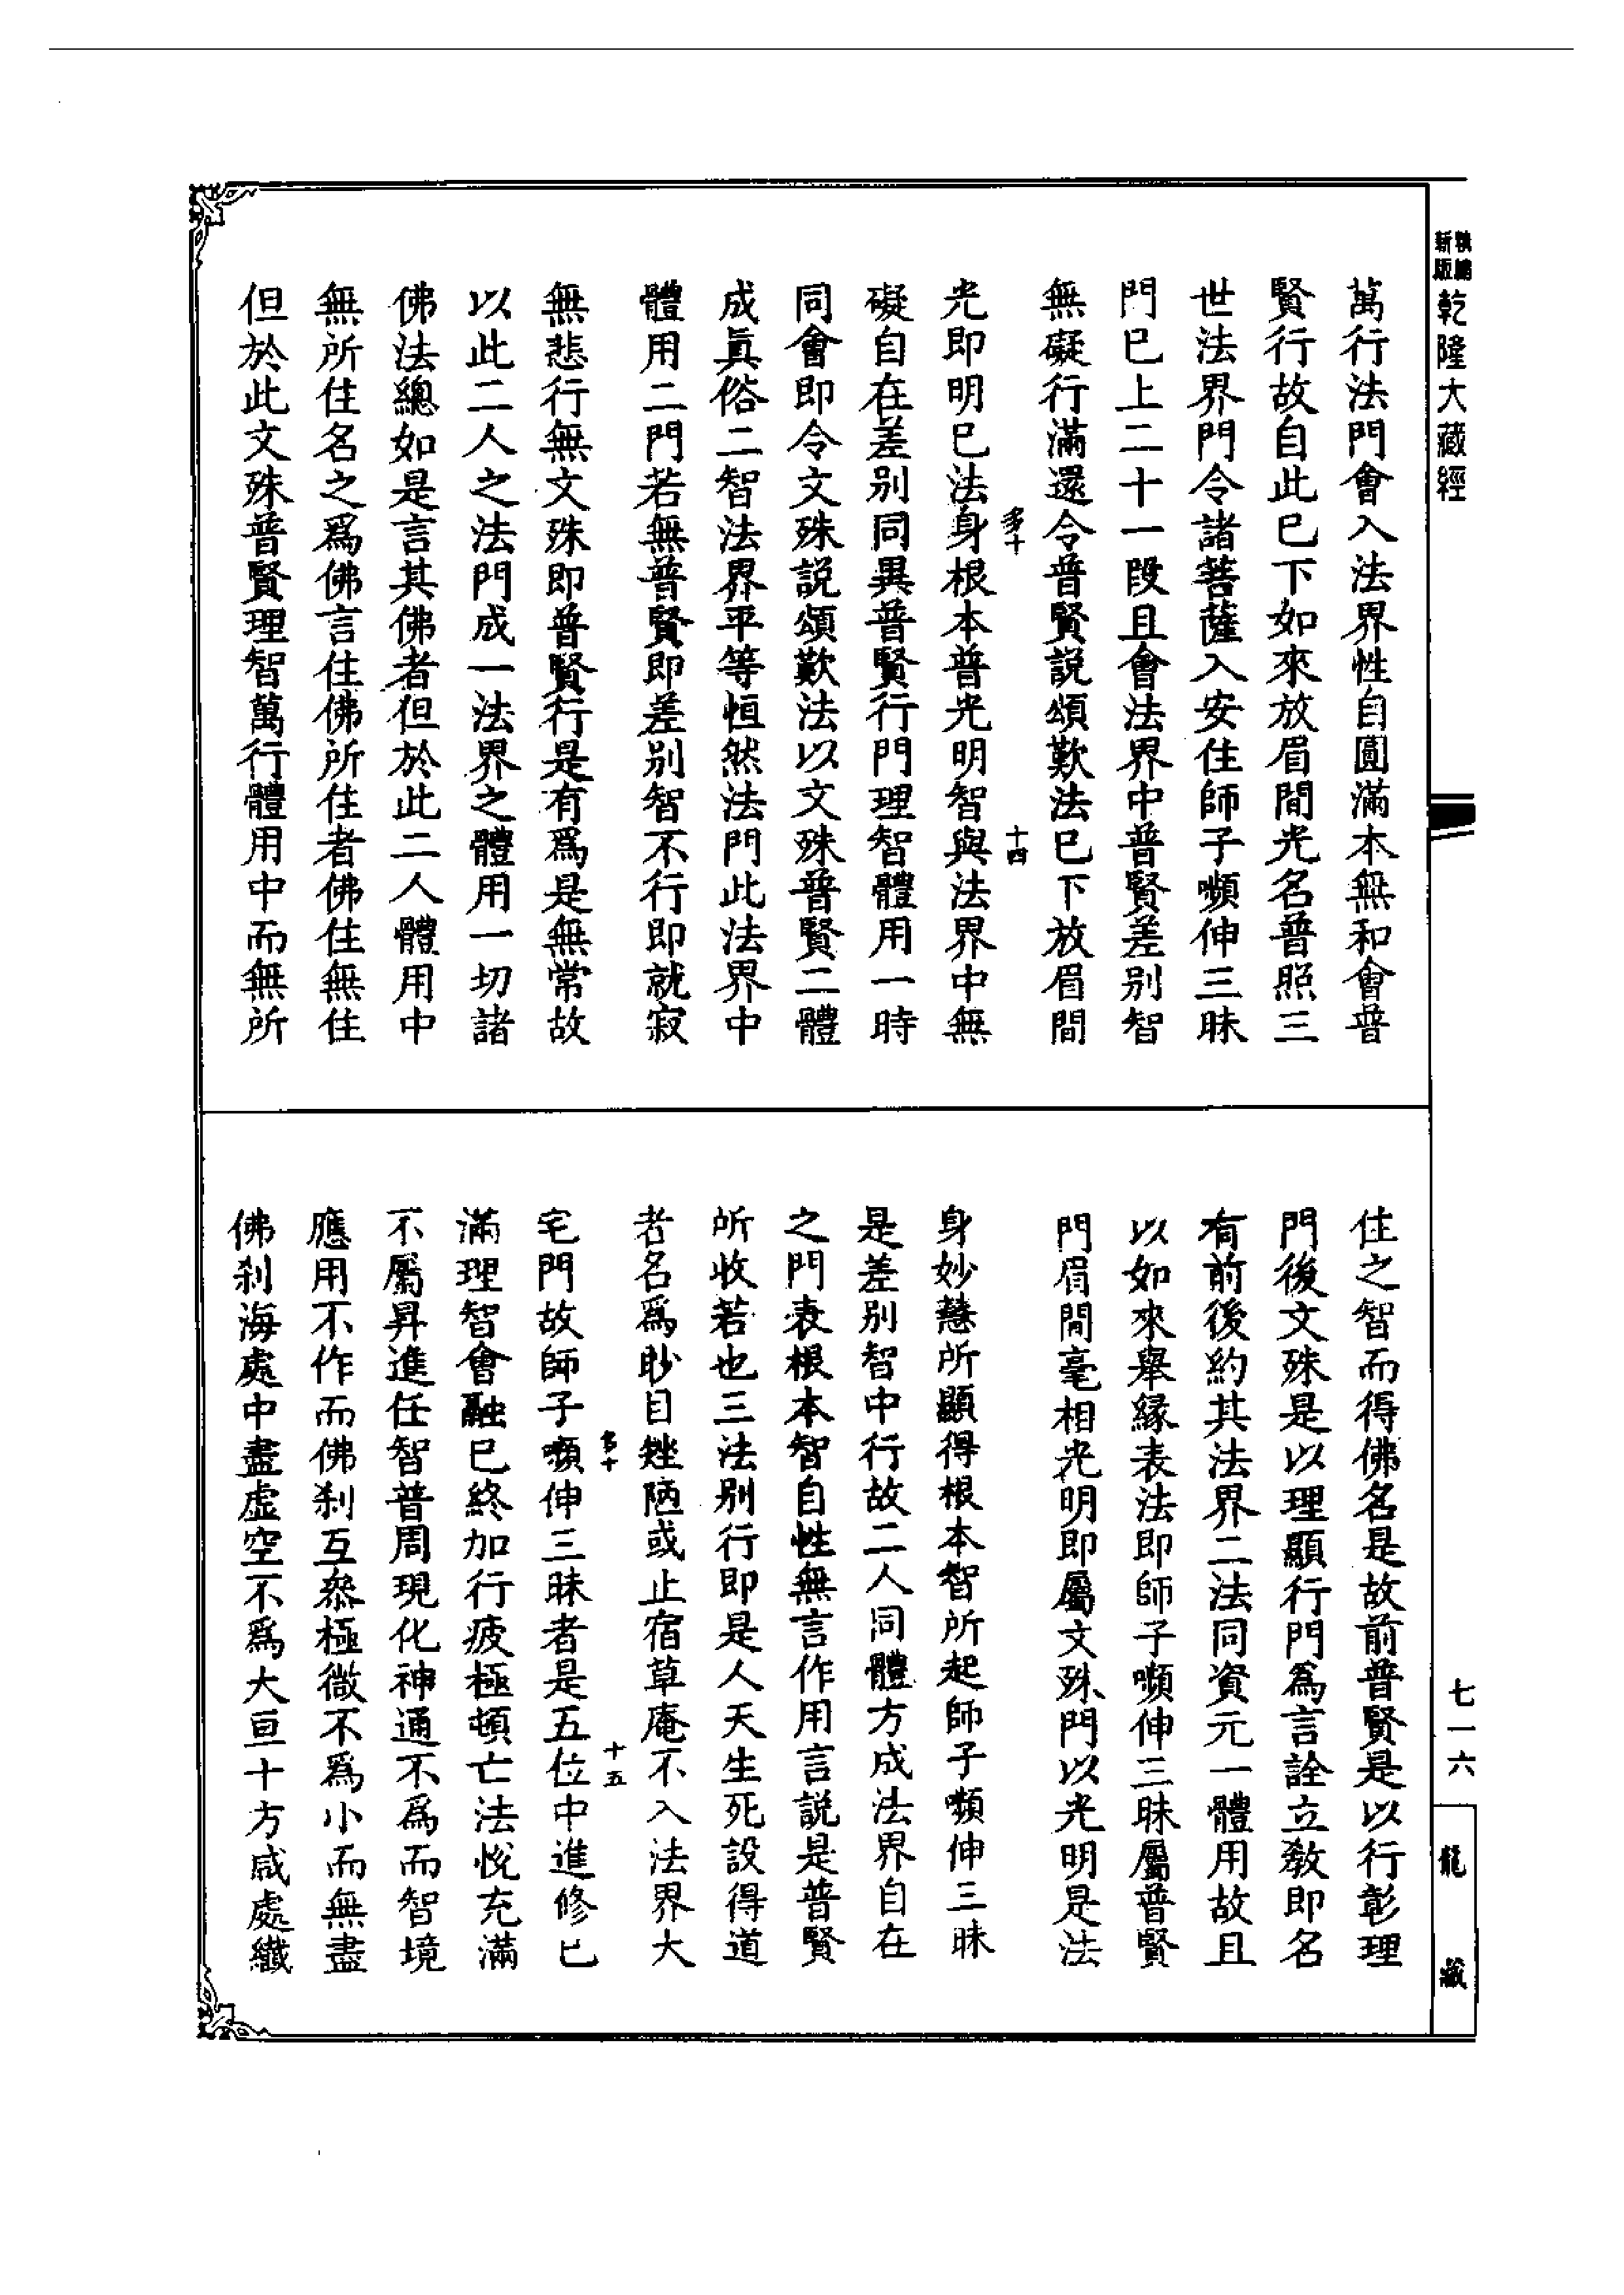 新編縮版乾隆大藏經
萬行法門會入法界性自圓滿本無和會普
賢行故自此已下如來放眉間光名普照三
世法界門令諸菩薩入安住師子嚬伸三昧
門已上二十一段且會法界中普賢差别智
無礙行滿還令普賢説頌歎法已下放眉間
多十 十四
光即明已法身根本普光明智與法界中無
礙自在差别同異普賢行門理智體用一時
同會即令文殊説頌歎法以文殊普賢二體
成眞俗二智法界平等恒然法門此法界中
體用二門若無普賢即差别智不行即就寂
無悲行無文殊即普賢行是有爲是無常故
以此二人之法門成一法界之體用一切諸
佛法總如是言其佛者但於此二人體用中
無所住名之爲佛言住佛所住者佛住無住
但於此文殊普賢理智萬行體用中而無所
住之智而得佛名是故前普賢是以行彰理
門後文殊是以理顯行門爲言詮立教即名
有前後約其法界二法同資元一體用故且
以如來舉緣表法即師子嚬伸三昧屬普賢
門眉間毫相光明即屬文殊門以光明是法
身妙慧所顯得根本智所起師子嚬伸三昧
是差别智中行故二人同體方成法界自在
之門表根本智自性無言作用言説是普賢
所收若也三法别行即是人天生死設得道
者名爲眇目矬陋或止宿草庵不入法界大
多十 十五
宅門故師子嚬伸三昧者是五位中進修已
滿理智會融已終加行疲極頓亡法悅充滿
不屬昇進任智普周現化神通不爲而智境
應用不作而佛刹互叅極微不爲小而無盡
佛刹海處中盡虛空不爲大亘十方咸處纖
七一六
龍藏